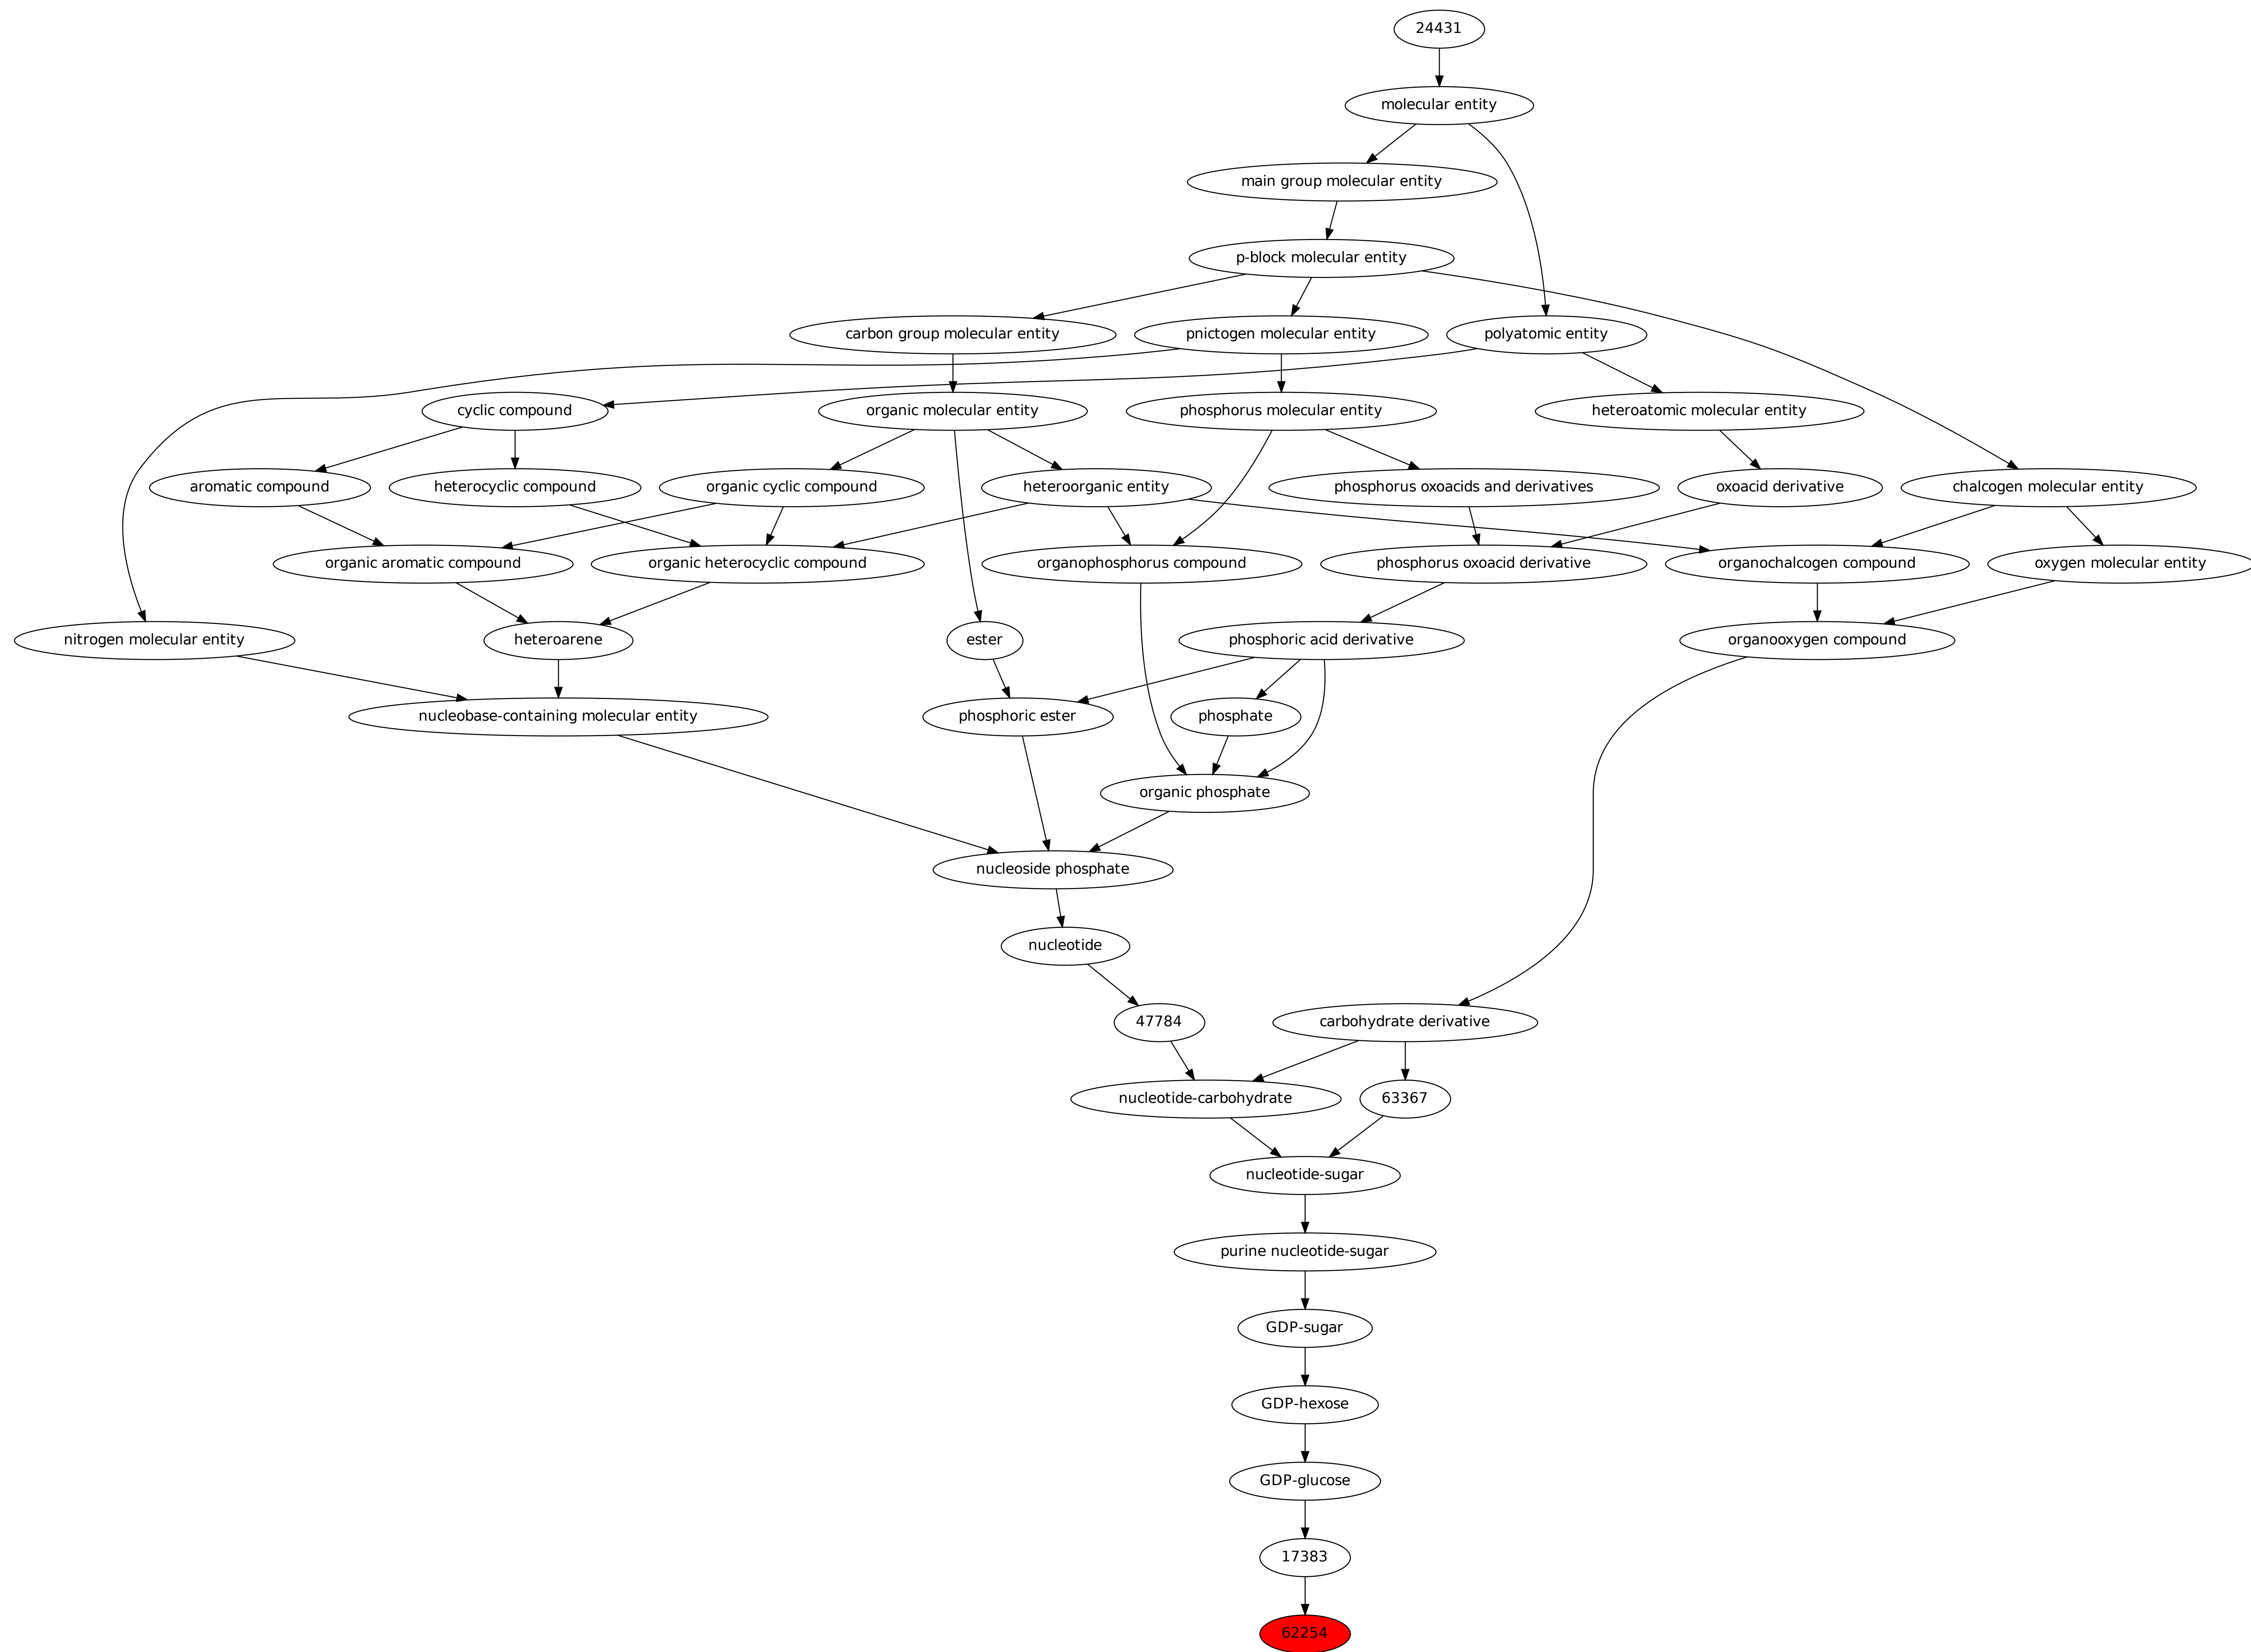 24431
molecular entity
main group molecular entity
p-block molecular entity
carbon group molecular entity
pnictogen molecular entity
polyatomic entity
cyclic compound
organic molecular entity
phosphorus molecular entity
heteroatomic molecular entity
aromatic compound
heterocyclic compound
organic cyclic compound
heteroorganic entity
phosphorus oxoacids and derivatives
oxoacid derivative
chalcogen molecular entity
organic aromatic compound
organic heterocyclic compound
organophosphorus compound
phosphorus oxoacid derivative
organochalcogen compound
oxygen molecular entity
nitrogen molecular entity
heteroarene
ester
phosphoric acid derivative
organooxygen compound
nucleobase-containing molecular entity
phosphoric ester
phosphate
organic phosphate
nucleoside phosphate
nucleotide
47784
carbohydrate derivative
nucleotide-carbohydrate
63367
nucleotide-sugar
purine nucleotide-sugar
GDP-sugar
GDP-hexose
GDP-glucose
17383
62254